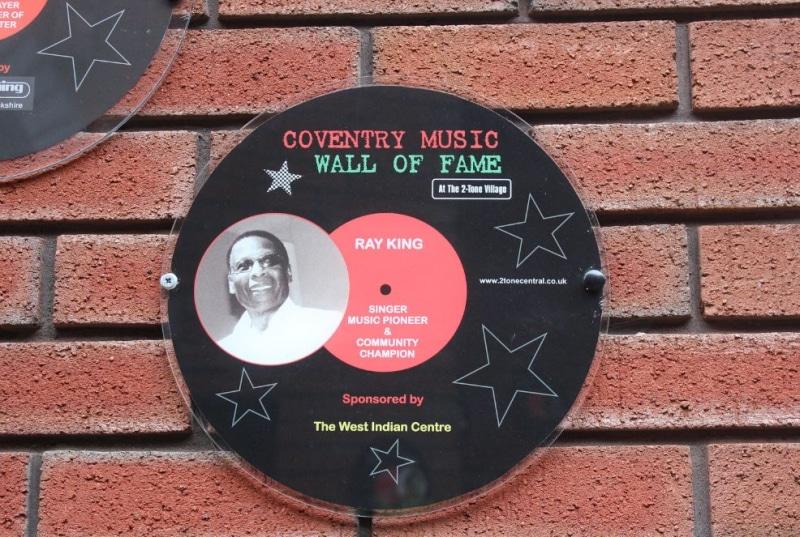 COVENTRY MUSIC
WALL OF FAME
At The 2-Tone Village
RAY KING
www.2tonecentral.co.uk
SINGER
MUSIC PIONEER
&
COMMUNITY
CHAMPION
Sponsored by
The West Indian Centre